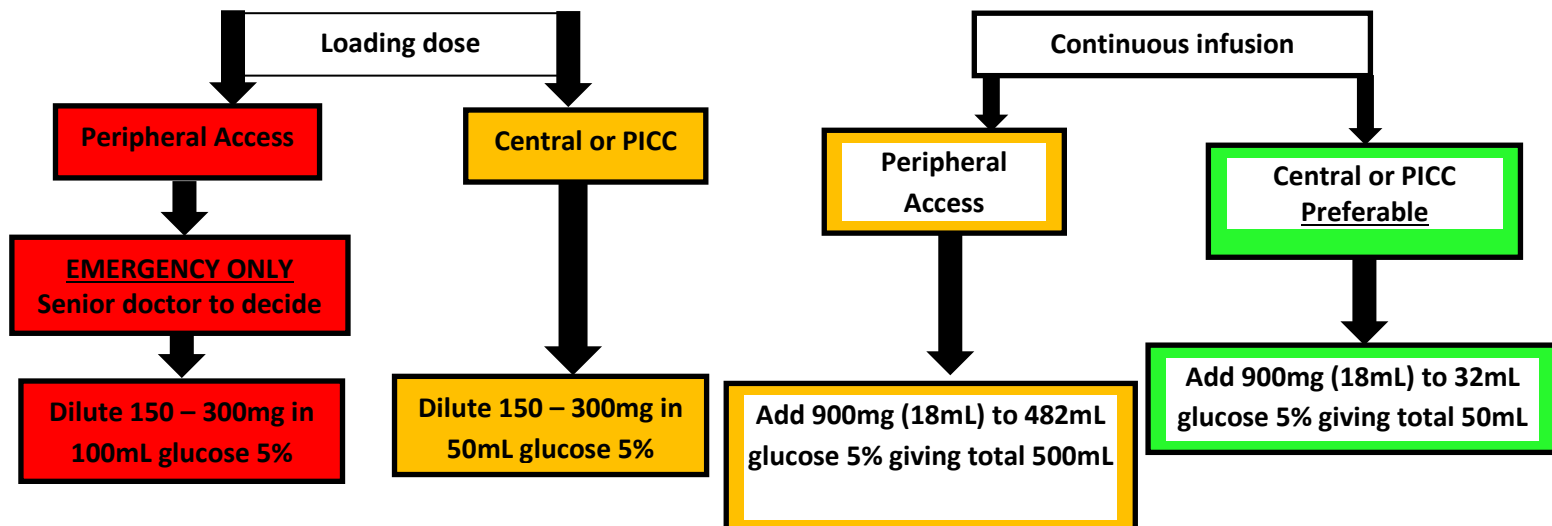 Loading dose
Peripheral Access
EMERGENCY ONLY
Senior doctor to decide
Dilute 150 – 300mg in
100mL glucose 5%
Central or PICC
Dilute 150 – 300mg in
50mL glucose 5%
Continuous infusion
Peripheral
Access
Add 900mg (18mL) to 482mL
glucose 5% giving total 500mL
Central or PICC
Preferable
Add 900mg (18mL) to 32mL
glucose 5% giving total 50mL